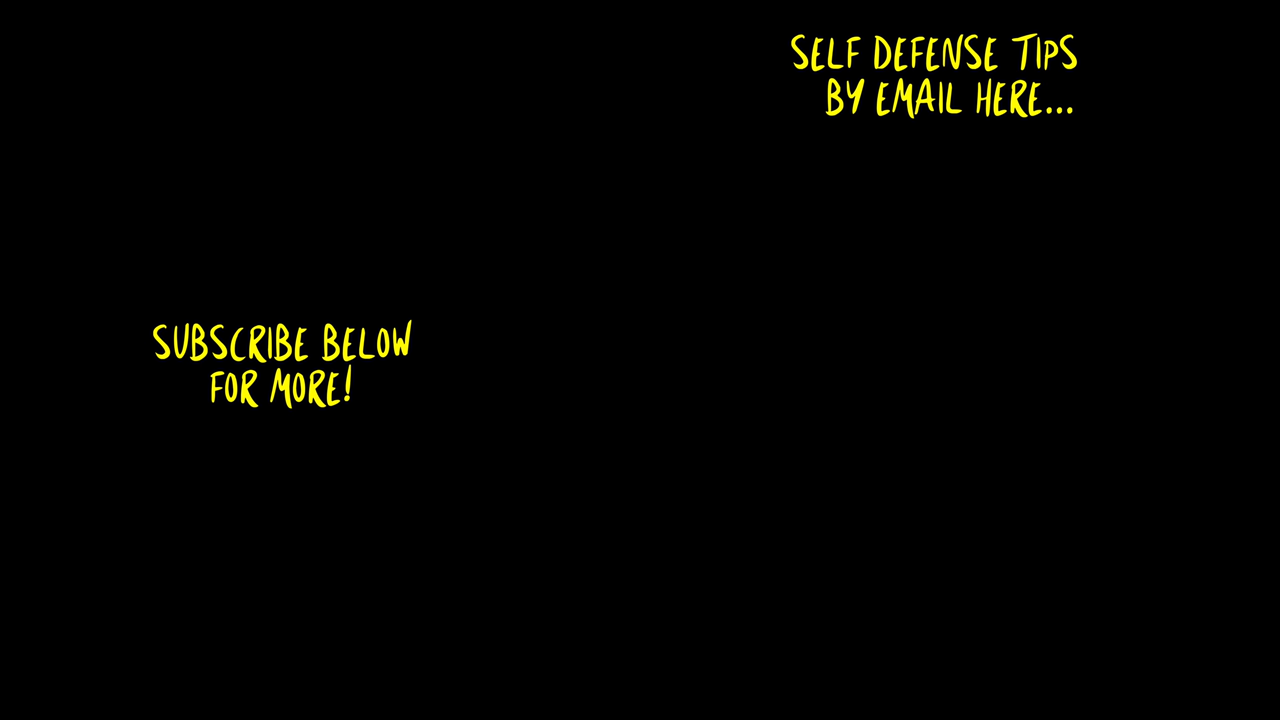 SELF DEFENSE TIPS
BY EMAIL HERE...
SUBSCRIBE BELOW
FOR MORE!